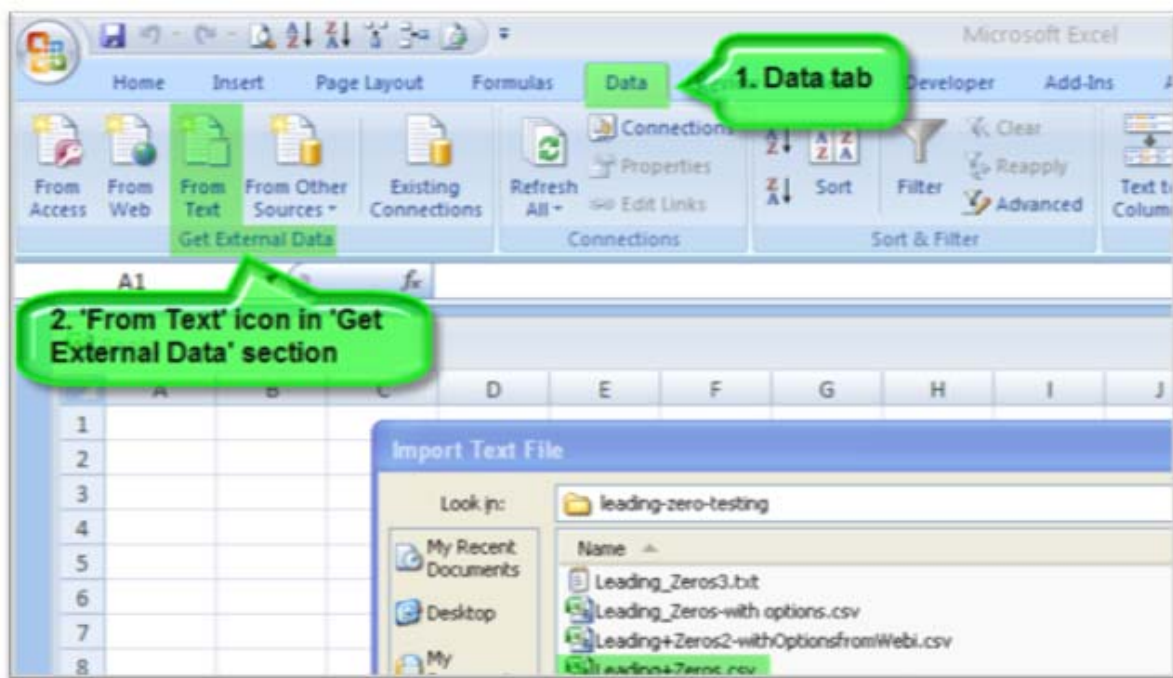 Microsoft Excel
Home Insert Page Layout Formulas Data Developer Add-Ins
1. Data tab
From Access
From Web
From Text
From Other Sources
Existing Connections
Get External Data
Refresh All
Connections
Properties
Edit Links
Connections
Sort
Filter
Clear
Reapply
Advanced
Sort & Filter
Text
A1
fx
2. 'From Text' icon in 'Get
External Data' section
D E F G H I J
1
2
3
4
5
6
7
8
Import Text File
Look in: leading-zero-testing
My Recent
Documents
Desktop
My
Name
Leading_Zeros3.txt
Leading_Zeros-with options.csv
Leading+Zeros2-withOptionsfromWebi.csv
Leading+Zeros.csv